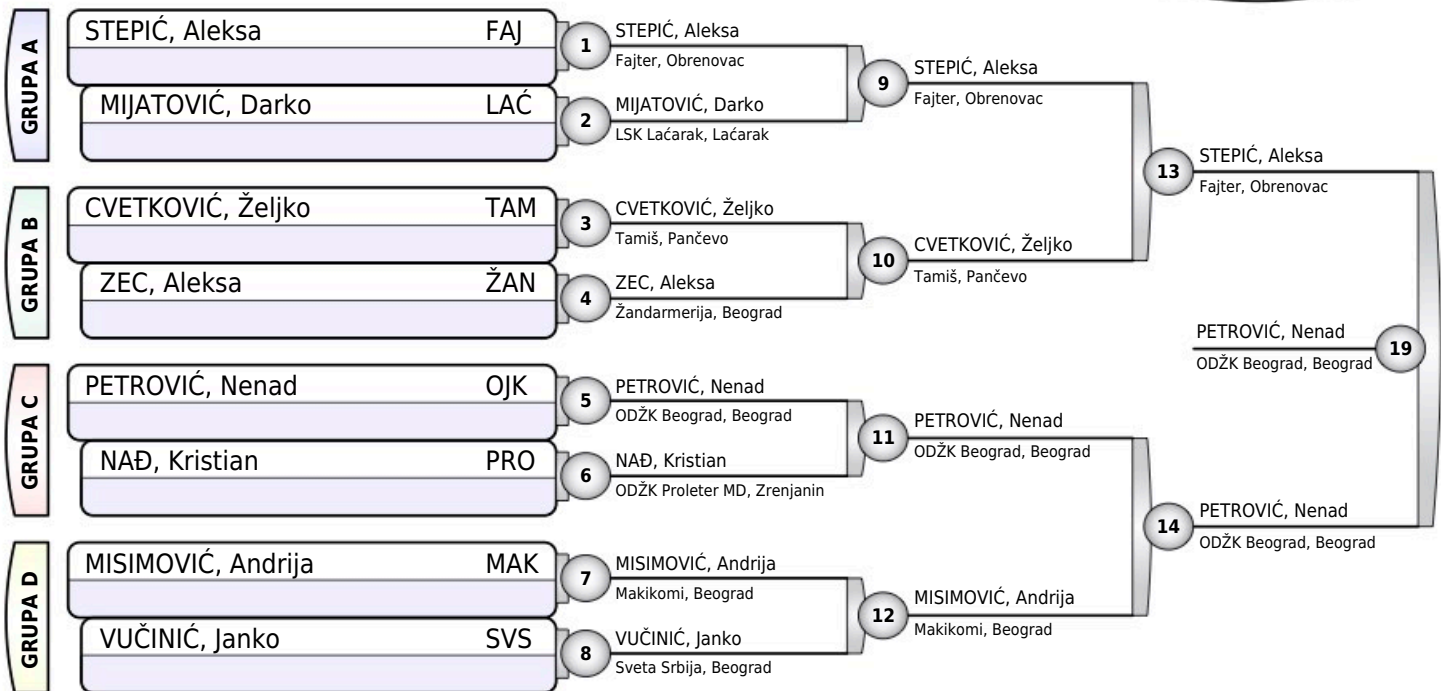 GRUPA A
STEPIĆ, Aleksa FAJ
MIJATOVIĆ, Darko LAĆ
1
STEPIĆ, Aleksa
Fajter, Obrenovac
2
MIJATOVIĆ, Darko
LSK Laćarak, Laćarak
9
STEPIĆ, Aleksa
Fajter, Obrenovac
GRUPA B
CVETKOVIĆ, Željko TAM
ZEC, Aleksa ŽAN
3
CVETKOVIĆ, Željko
Tamiš, Pančevo
4
ZEC, Aleksa
Žandarmerija, Beograd
10
CVETKOVIĆ, Željko
Tamiš, Pančevo
13
STEPIĆ, Aleksa
Fajter, Obrenovac
GRUPA C
PETROVIĆ, Nenad OJK
NAĐ, Kristian PRO
5
PETROVIĆ, Nenad
ODŽK Beograd, Beograd
6
NAĐ, Kristian
ODŽK Proleter MD, Zrenjanin
11
PETROVIĆ, Nenad
ODŽK Beograd, Beograd
GRUPA D
MISIMOVIĆ, Andrija MAK
VUČINIĆ, Janko SVS
7
MISIMOVIĆ, Andrija
Makikomi, Beograd
8
VUČINIĆ, Janko
Sveta Srbija, Beograd
12
MISIMOVIĆ, Andrija
Makikomi, Beograd
14
PETROVIĆ, Nenad
ODŽK Beograd, Beograd
PETROVIĆ, Nenad
ODŽK Beograd, Beograd
19